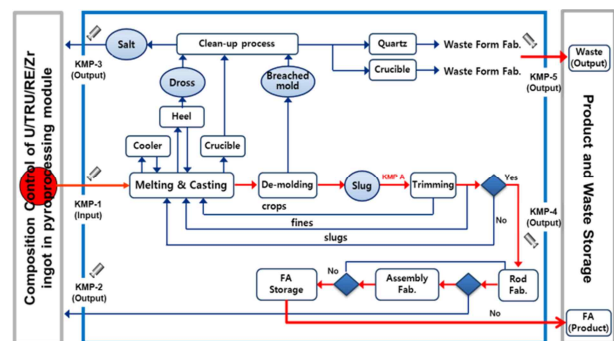 Composition Control of U/TRU/RE/Zr
ingot in pyroprocessing module
KMP-3
(Output)
KMP-1
(Input)
KMP-2
(Output)
Salt
Clean-up process
Quartz
Waste Form Fab.
Crucible
Waste Form Fab.
Dross
Breached
mold
Heel
Cooler
Crucible
Melting & Casting
De-molding
Slug
KMP-A
Trimming
Yes
No
crops
fines
slugs
No
FA
Storage
Assembly
Fab.
Rod
Fab.
No
KMP-5
(Output)
KMP-4
(Output)
Waste
(Output)
Product and Waste Storage
FA
(Product)